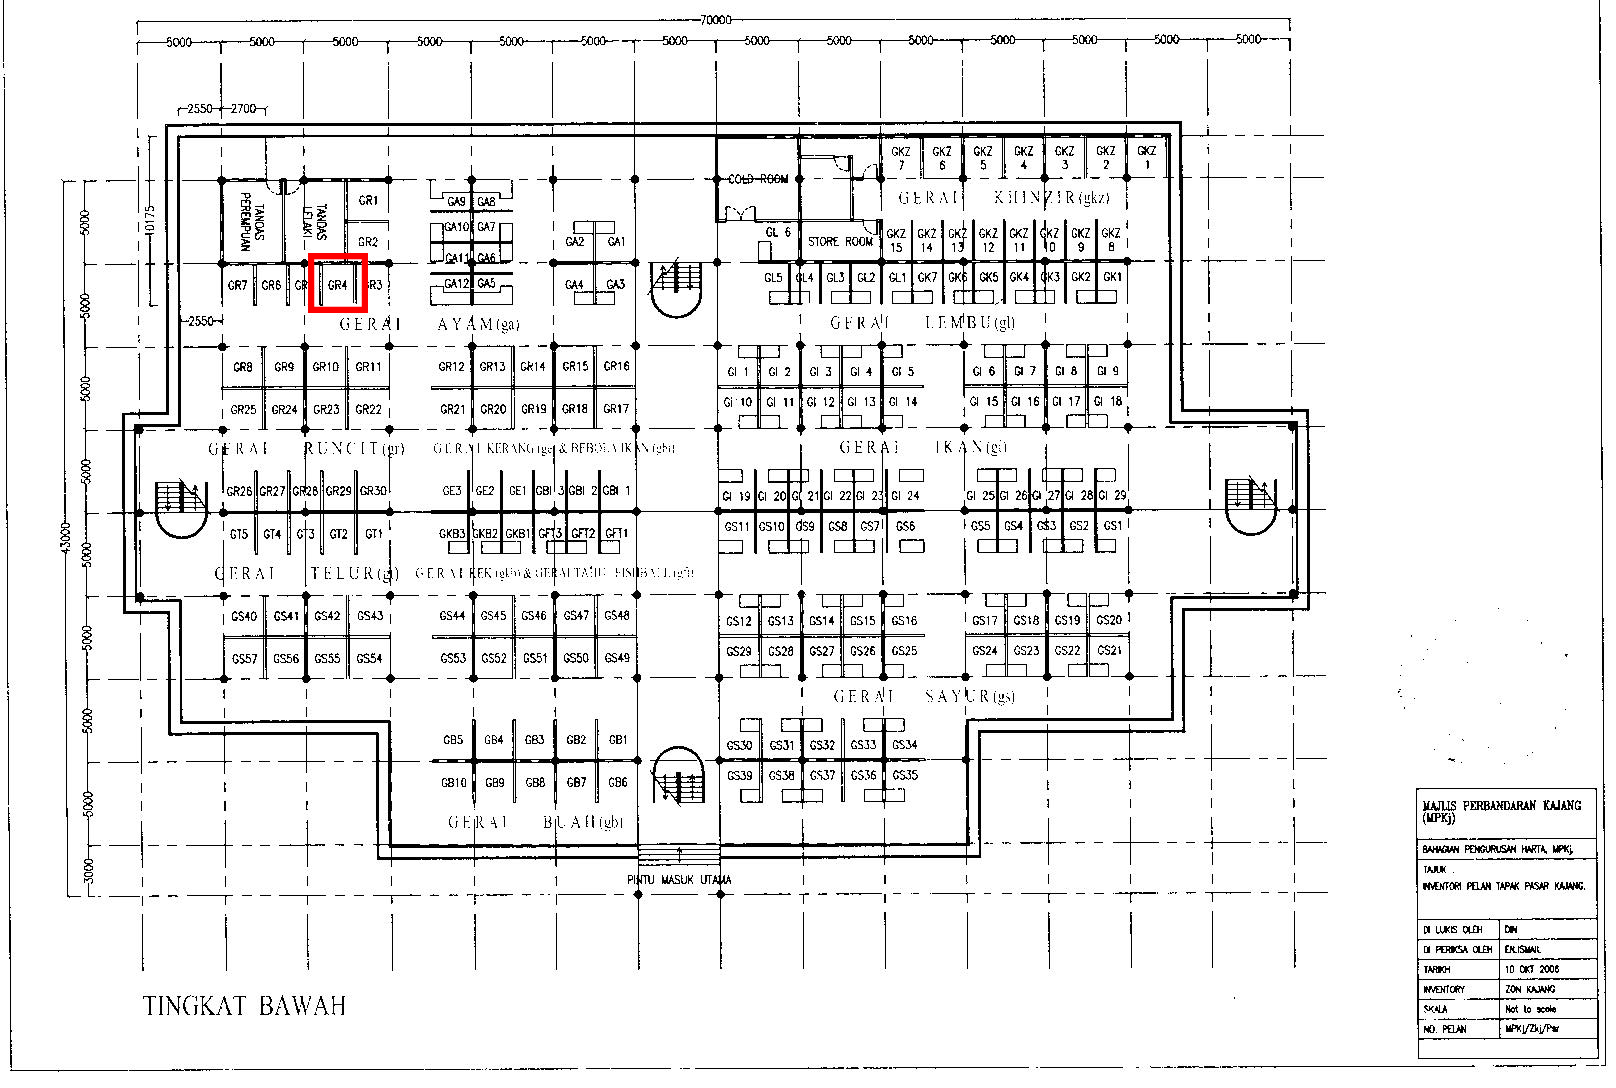 70000
5000 5000 5000 5000 5000 5000 5000 5000 5000 5000 5000 5000 5000 5000
2550 2700
GKZ 7 GKZ 6 GKZ 5 GKZ 4 GKZ 3 GKZ 2 GKZ 1
COLD ROOM
GERAI KHINZIR(gkz)
TANDAS PEREMPUAN
TANDAS LELAKI
GR1
GR2
GA9 GA8
GA10 GA7
GA11 GA6
GA12 GA5
GA2 GA1
GA4 GA3
GL 6
STORE ROOM
GKZ 15 GKZ 14 GKZ 13 GKZ 12 GKZ 11 GKZ 10 GKZ 9 GKZ 8
GR7 GR6 GR GR4 GR3
GL5 GL4 GL3 GL2 GL1 GK7 GK6 GK5 GK4 GK3 GK2 GK1
10175
2550
GERAI AYAM(ga)
GERAI LEMBU(gl)
GR8 GR9 GR10 GR11 GR12 GR13 GR14 GR15 GR16
GI 1 GI 2 GI 3 GI 4 GI 5 GI 6 GI 7 GI 8 GI 9
GR25 GR24 GR23 GR22 GR21 GR20 GR19 GR18 GR17
GI 10 GI 11 GI 12 GI 13 GI 14 GI 15 GI 16 GI 17 GI 18
GERAI RUNCIT(gr)
GERAI KERANG(ge) & BEBOLA IKAN(gbi)
GERAI IKAN(gi)
GR26 GR27 GR28 GR29 GR30 GE3 GE2 GE1 GBI 3 GBI 2 GBI 1
GI 19 GI 20 GI 21 GI 22 GI 23 GI 24 GI 25 GI 26 GI 27 GI 28 GI 29
GT5 GT4 GT3 GT2 GT1 GKB3 GKB2 GKB1 GFT3 GFT2 GFT1
GS11 GS10 GS9 GS8 GS7 GS6 GS5 GS4 GS3 GS2 GS1
GERAI TELUR(gt)
GERAI KEK(gkb) & GERAI TAHU FISHBALL(gft)
GS40 GS41 GS42 GS43 GS44 GS45 GS46 GS47 GS48
GS12 GS13 GS14 GS15 GS16 GS17 GS18 GS19 GS20
GS57 GS56 GS55 GS54 GS53 GS52 GS51 GS50 GS49
GS29 GS28 GS27 GS26 GS25 GS24 GS23 GS22 GS21
GERAI SAYUR(gs)
GB5 GB4 GB3 GB2 GB1
GS30 GS31 GS32 GS33 GS34
GB10 GB9 GB8 GB7 GB6
GS39 GS38 GS37 GS36 GS35
GERAI BUAH(gb)
PINTU MASUK UTAMA
43000
5000
5000
5000
5000
5000
5000
5000
5000
3000
TINGKAT BAWAH
MAJLIS PERBANDARAN KAJANG
(MPKj)
BAHAGIAN PENGURUSAN HARTA, MPKj.
TAJUK :
INVENTORI PELAN TAPAK PASAR KAJANG.
DI LUKIS OLEH DIN
DI PERIKSA OLEH EN.ISMAIL
TARIKH 10 OKT 2006
INVENTORY ZON KAJANG
SKALA Not to scale
NO. PELAN MPKj/Zkj/Psr